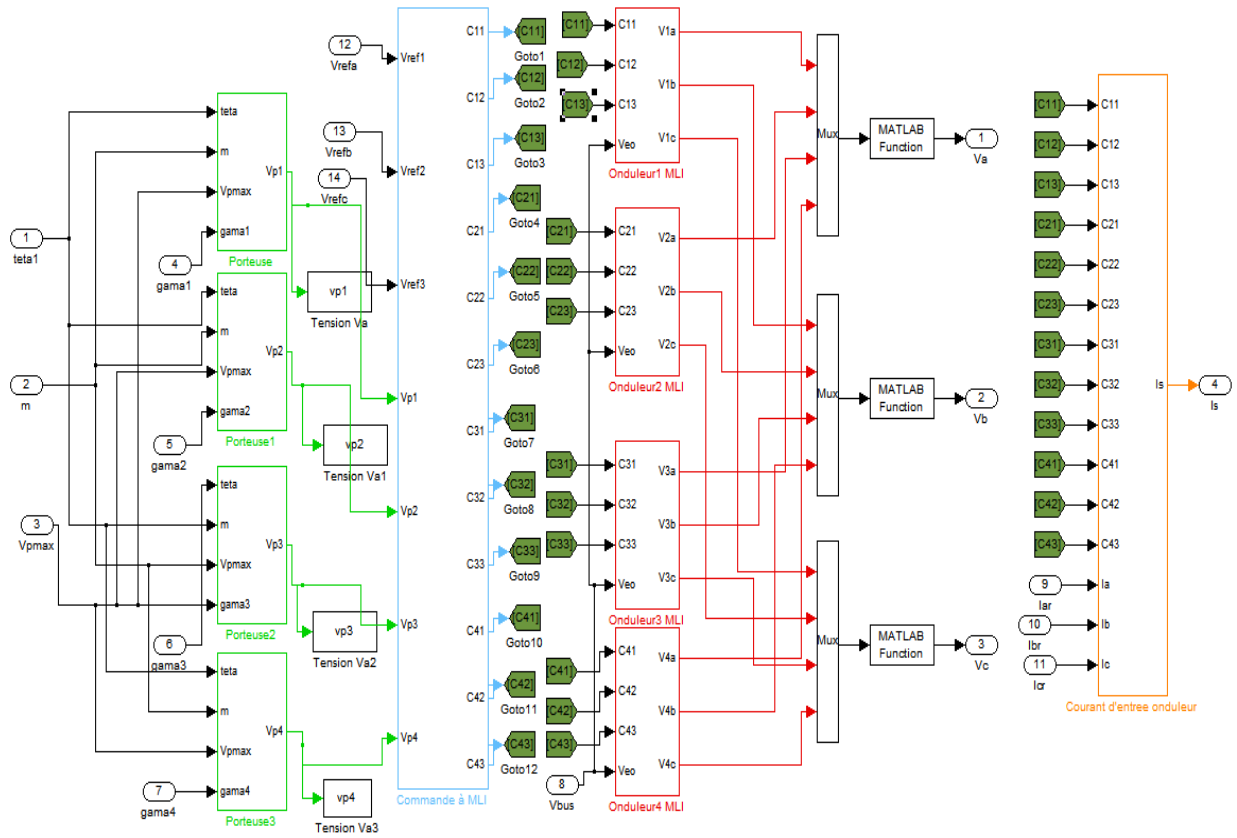 1
teta1
2
m
3
Vpmax
4
gama1
5
gama2
6
gama3
7
gama4
teta
m
Vpmax
gama1
Vp1
Porteuse
teta
m
Vpmax
gama2
Vp2
Porteuse1
teta
m
Vpmax
gama3
Vp3
Porteuse2
teta
m
Vpmax
gama4
Vp4
Porteuse3
vp1
Tension Va
vp2
Tension Va1
vp3
Tension Va2
vp4
Tension Va3
12
Vrefa
13
Vrefb
14
Vrefc
Vref1
Vref2
Vref3
Vp1
Vp2
Vp3
Vp4
C11
C12
C13
C21
C22
C23
C31
C32
C33
C41
C42
C43
Commande à MLI
[C11]
Goto1
[C12]
Goto2
[C13]
Goto3
[C21]
Goto4
[C22]
Goto5
[C23]
Goto6
[C31]
Goto7
[C32]
Goto8
[C33]
Goto9
[C41]
Goto10
[C42]
Goto11
[C43]
Goto12
[C11]
[C12]
[C13]
C11
C12
C13
Veo
V1a
V1b
V1c
Onduleur1 MLI
[C21]
[C22]
[C23]
C21
C22
C23
Veo
V2a
V2b
V2c
Onduleur2 MLI
[C31]
[C32]
[C33]
C31
C32
C33
Veo
V3a
V3b
V3c
Onduleur3 MLI
[C41]
[C42]
[C43]
8
Vbus
C41
C42
C43
Veo
V4a
V4b
V4c
Onduleur4 MLI
Mux
MATLAB
Function
1
Va
Mux
MATLAB
Function
2
Vb
Mux
MATLAB
Function
3
Vc
[C11]
[C12]
[C13]
[C21]
[C22]
[C23]
[C31]
[C32]
[C33]
[C41]
[C42]
[C43]
9
Iar
10
Ibr
11
Icr
C11
C12
C13
C21
C22
C23
C31
C32
C33
C41
C42
C43
Ia
Ib
Ic
Is
Courant d'entree onduleur
4
Is